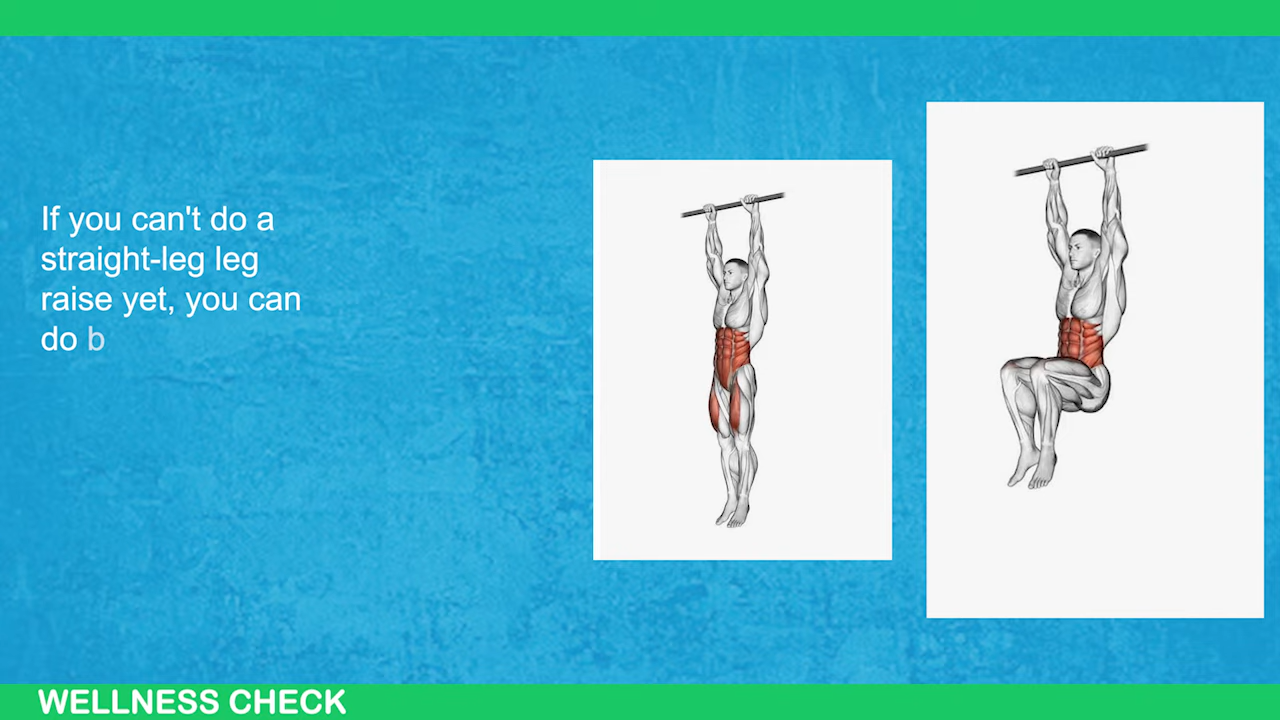 If you can't do a
straight-leg leg
raise yet, you can
do b
WELLNESS CHECK